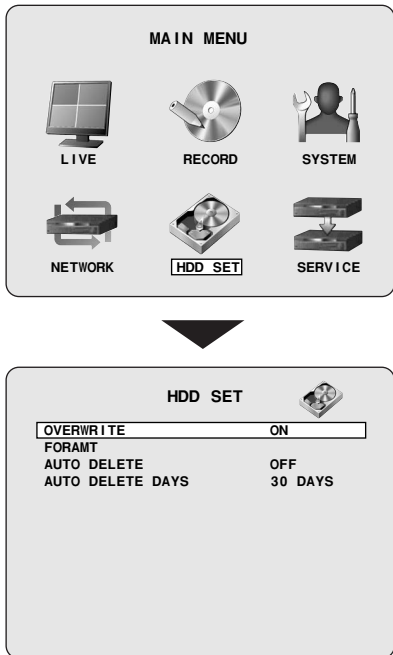 MAIN MENU
LIVE RECORD SYSTEM
NETWORK HDD SET SERVICE
HDD SET
OVERWRITE ON
FORAMT
AUTO DELETE OFF
AUTO DELETE DAYS 30 DAYS